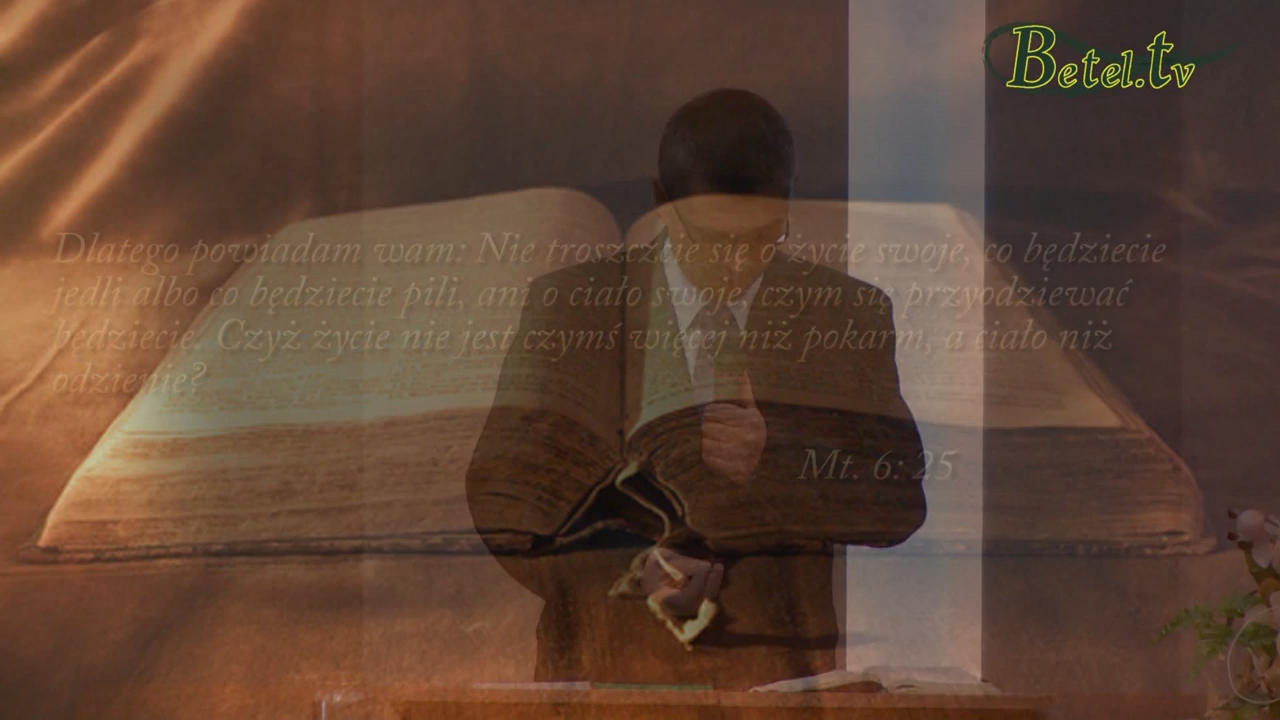 Betel.tv
Dlatego powiadam wam: Nie troszczcie się o życie swoje, co będziecie
jedli albo co będziecie pili, ani o ciało swoje, czym się przyodziewać
będziecie. Czyż życie nie jest czymś więcej niż pokarm, a ciało niż
odzienie?
Mt. 6: 25